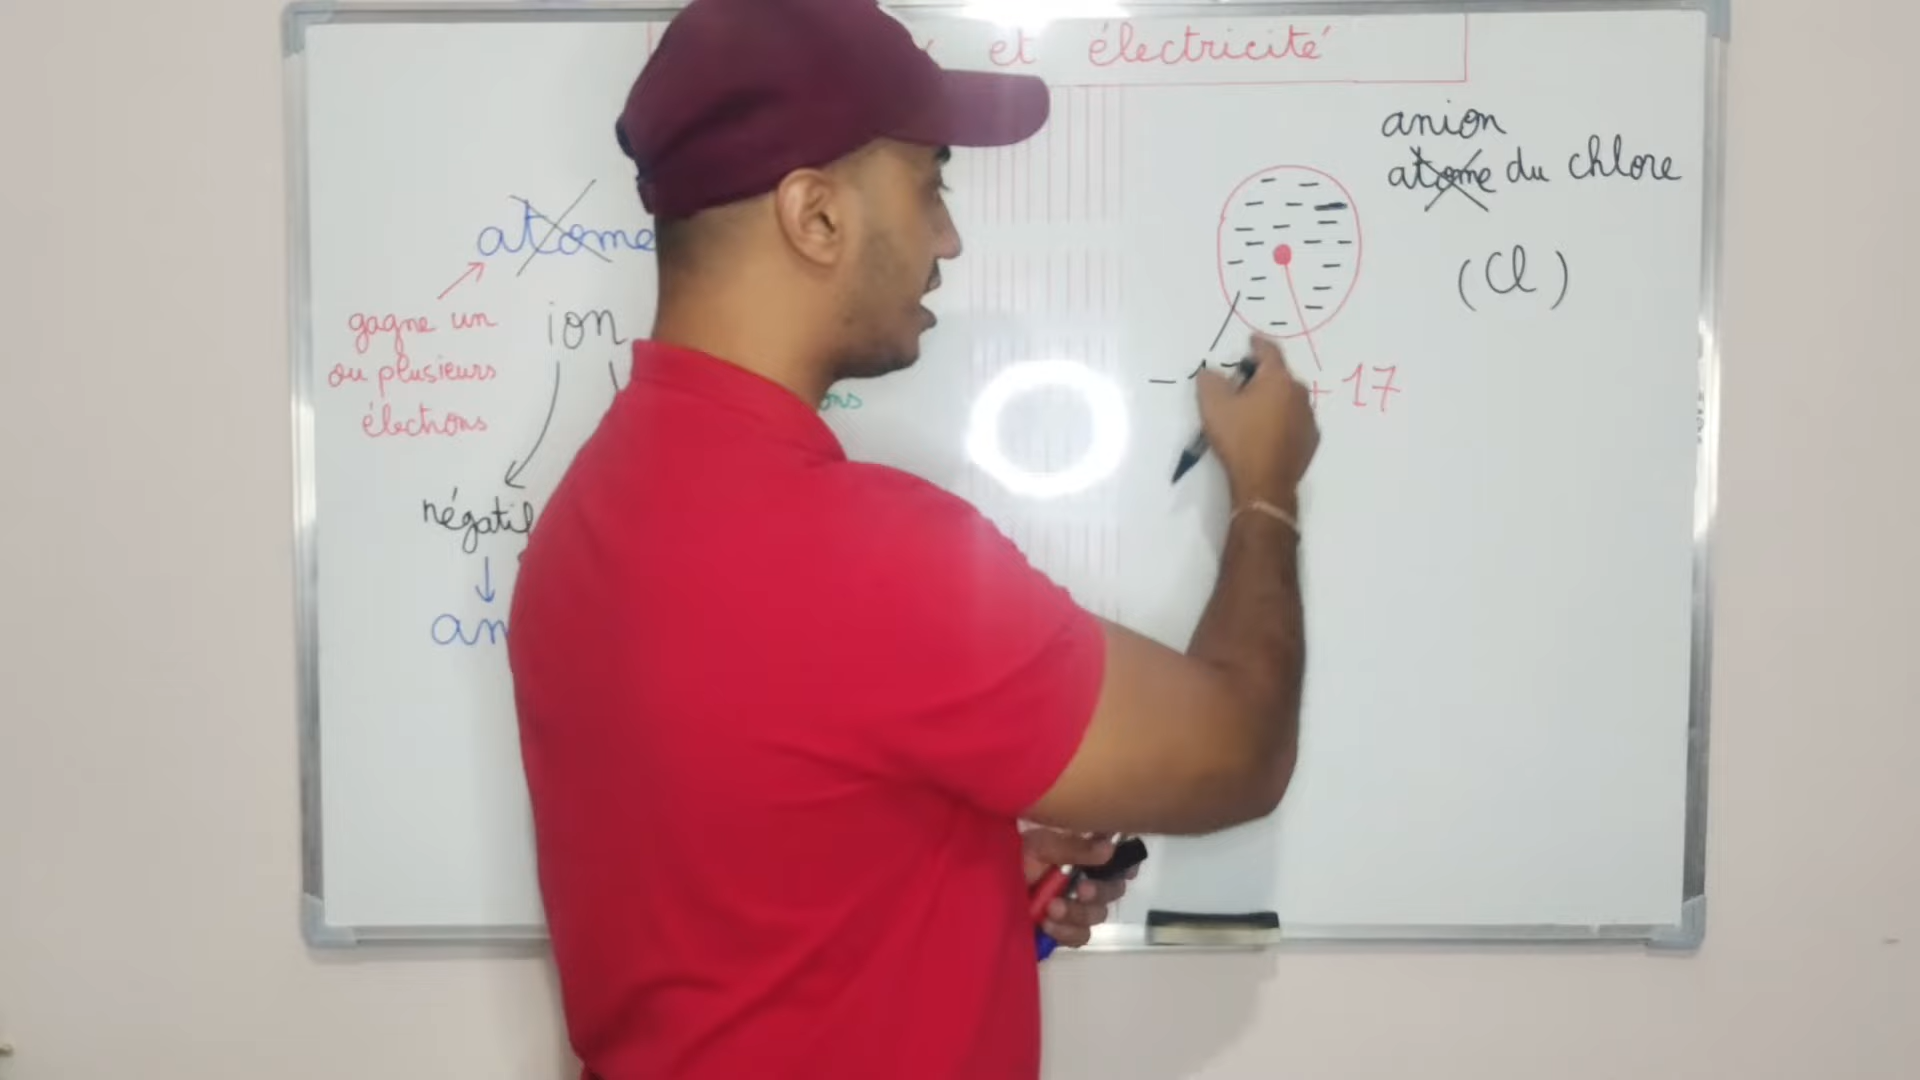 et électricité
atome
gagne un
ou plusieurs
électrons
ion
négatif
anion
atome du chlore
(Cl)
+ 17